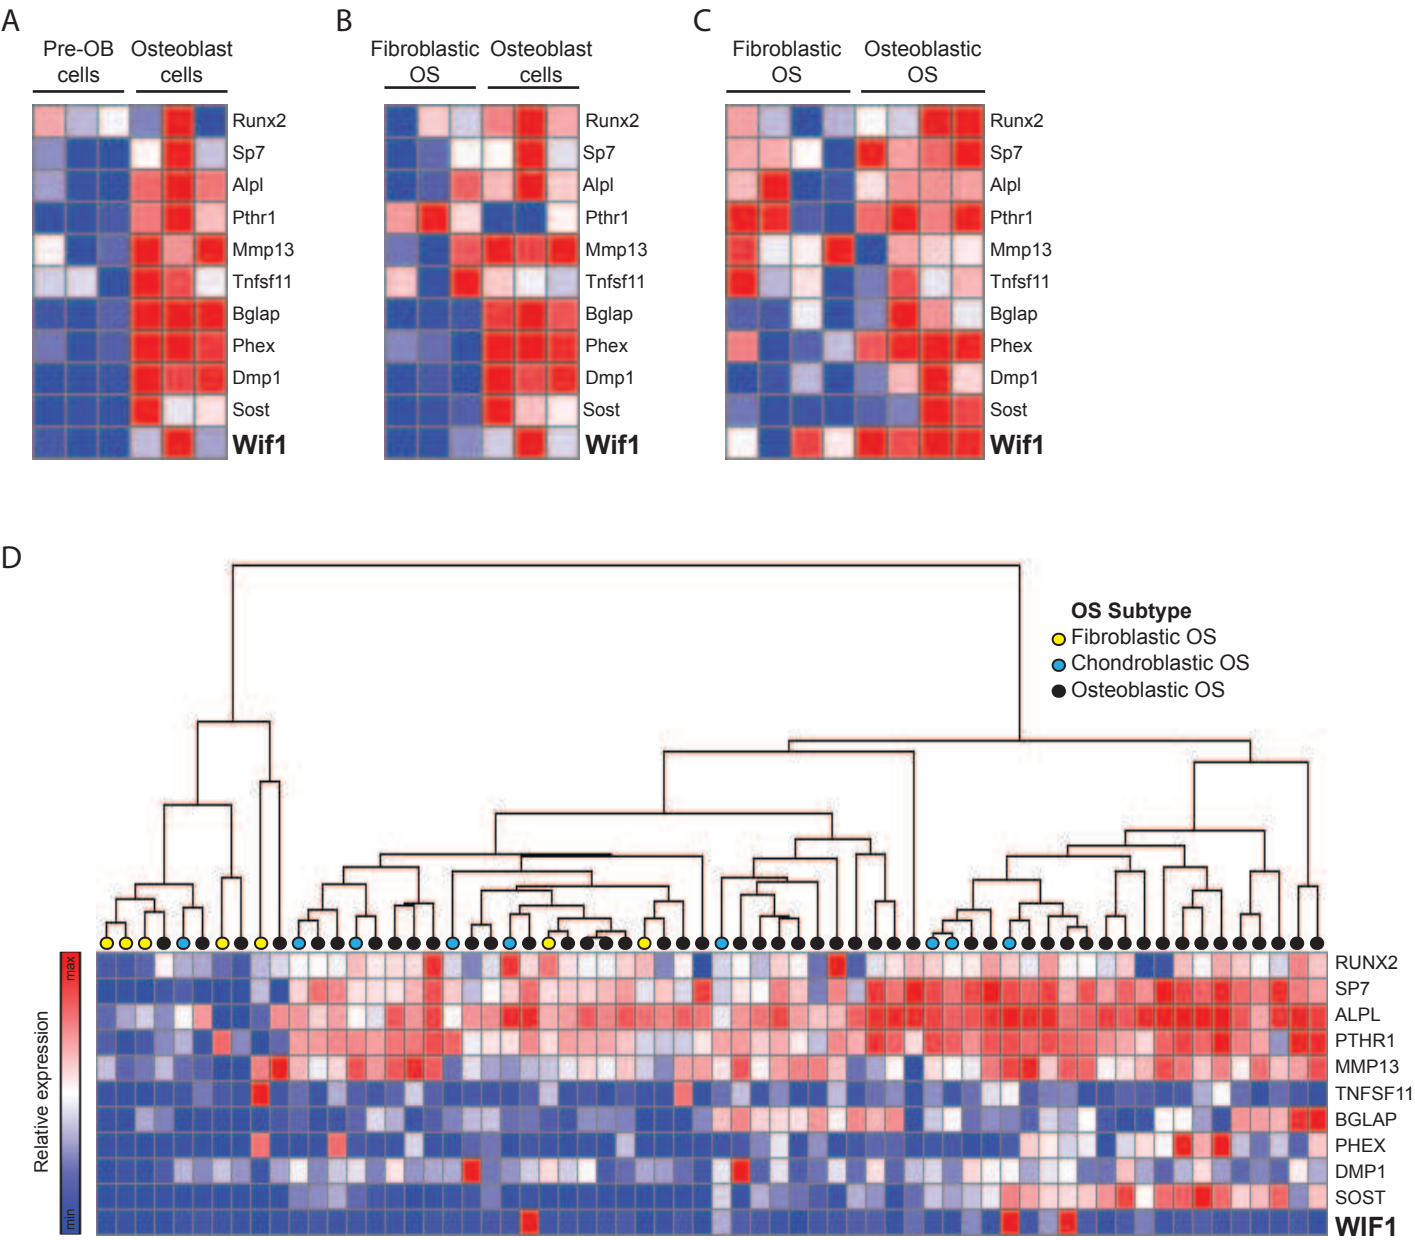 A
Pre-OB Osteoblast
cells cells
Runx2
Sp7
Alpl
Pthr1
Mmp13
Tnfsf11
Bglap
Phex
Dmp1
Sost
Wif1
B
Fibroblastic Osteoblast
OS cells
Runx2
Sp7
Alpl
Pthr1
Mmp13
Tnfsf11
Bglap
Phex
Dmp1
Sost
Wif1
C
Fibroblastic Osteoblastic
OS OS
Runx2
Sp7
Alpl
Pthr1
Mmp13
Tnfsf11
Bglap
Phex
Dmp1
Sost
Wif1
D
OS Subtype
Fibroblastic OS
Chondroblastic OS
Osteoblastic OS
Relative expression
max
min
RUNX2
SP7
ALPL
PTHR1
MMP13
TNFSF11
BGLAP
PHEX
DMP1
SOST
WIF1